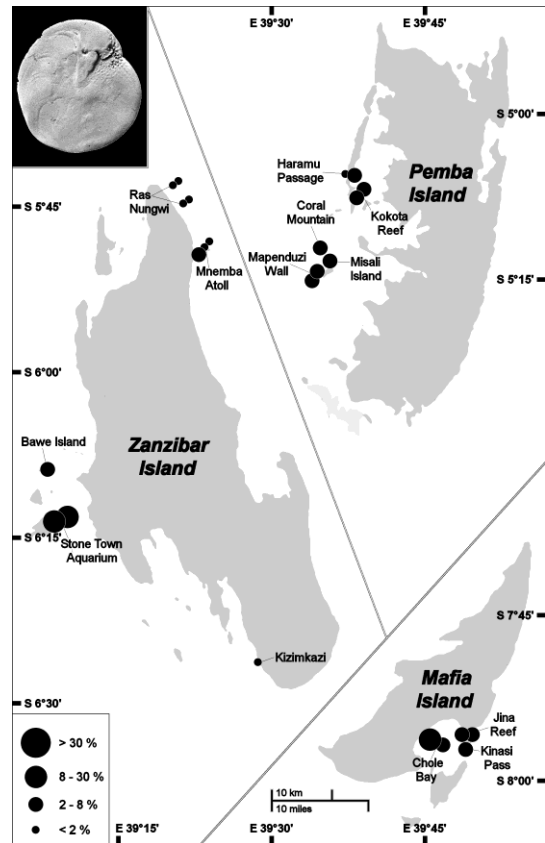 E 39°30'
E 39°45'
S 5°00'
Haramu
Passage
Pemba
Island
Ras
Nungwi
S 5°45'
Coral
Mountain
Kokota
Reef
Mnemba
Atoll
Mapenduzi
Wall
Misali
Island
S 5°15'
S 6°00'
Bawe Island
Zanzibar
Island
Stone Town
Aquarium
S 6°15'
S 7°45'
Kizimkazi
Mafia
Island
S 6°30'
Jina
Reef
Chole
Bay
Kinasi
Pass
S 8°00'
> 30 %
8 - 30 %
2 - 8 %
< 2 %
10 km
10 miles
E 39°15'
E 39°30'
E 39°45'